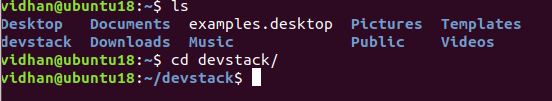 vidhan@ubuntu18:~$ ls
Desktop Documents examples.desktop Pictures Templates
devstack Downloads Music Public Videos
vidhan@ubuntu18:~$ cd devstack/
vidhan@ubuntu18:~/devstack$